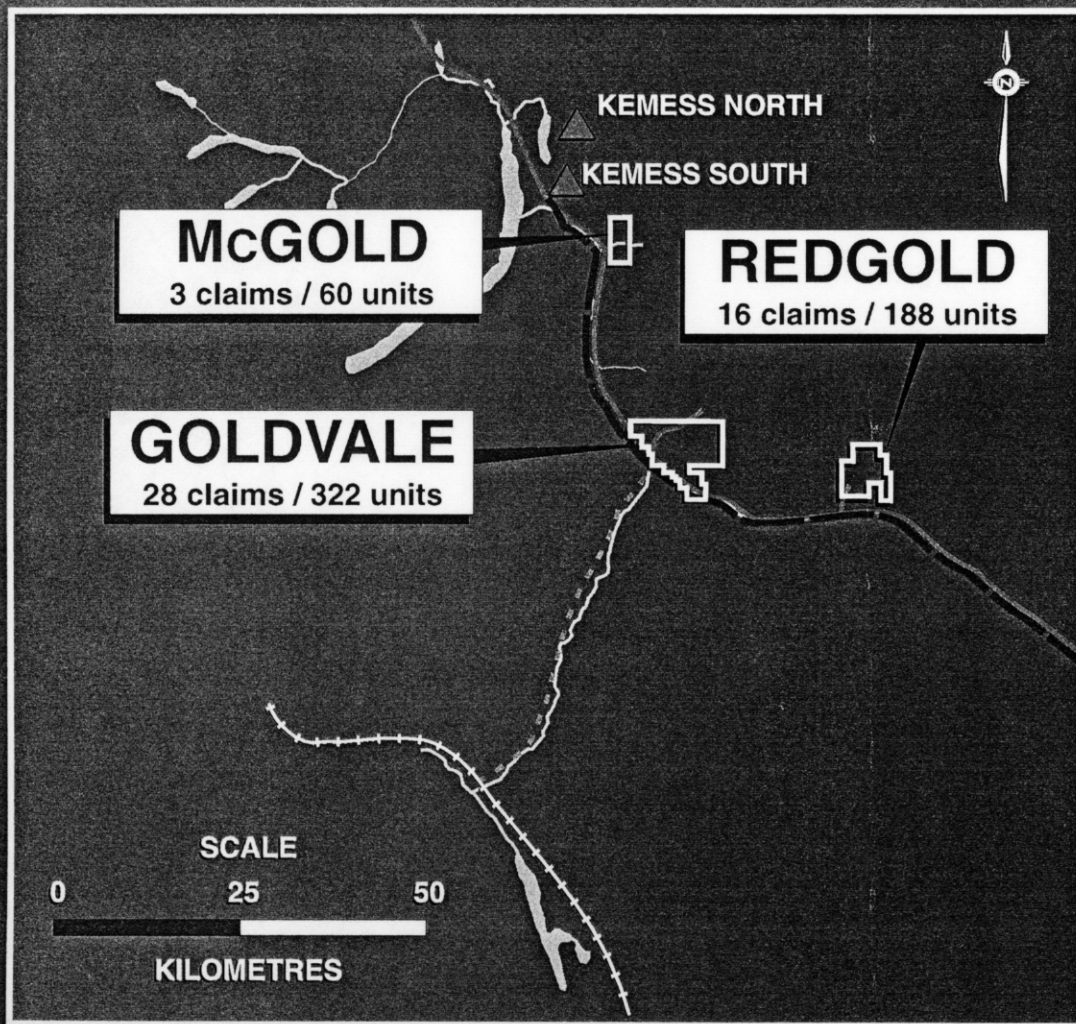 KEMESS NORTH
KEMESS SOUTH
N
McGOLD
3 claims / 60 units
REDGOLD
16 claims / 188 units
GOLDVALE
28 claims / 322 units
SCALE
0 25 50
KILOMETRES